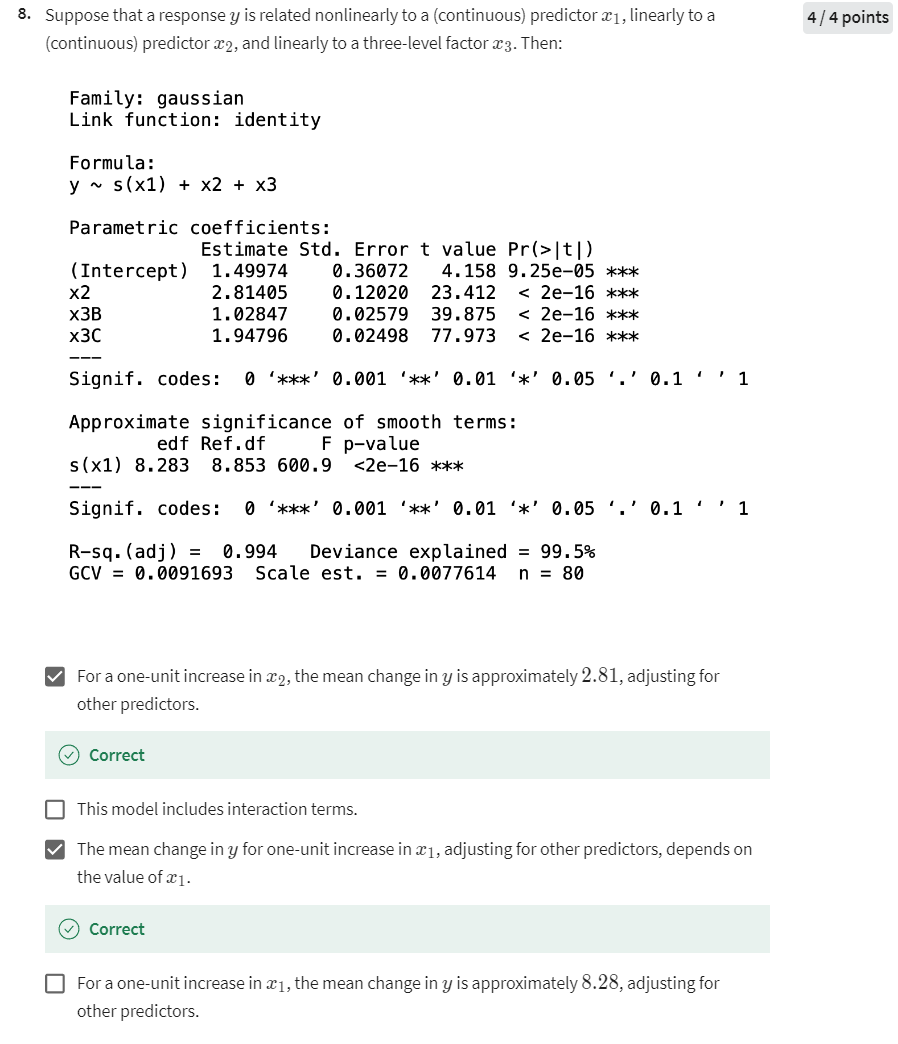 8. Suppose that a response y is related nonlinearly to a (continuous) predictor x₁, linearly to a
4 / 4 points
(continuous) predictor x₂, and linearly to a three-level factor x₃. Then:
Family: gaussian
Link function: identity
Formula:
y ~ s(x1) + x2 + x3
Parametric coefficients:
Estimate Std. Error t value Pr(>|t|)
(Intercept) 1.49974 0.36072 4.158 9.25e-05 ***
x2 2.81405 0.12020 23.412 < 2e-16 ***
x3B 1.02847 0.02579 39.875 < 2e-16 ***
x3C 1.94796 0.02498 77.973 < 2e-16 ***
---
Signif. codes: 0 ‘***’ 0.001 ‘**’ 0.01 ‘*’ 0.05 ‘.’ 0.1 ‘ ’ 1
Approximate significance of smooth terms:
edf Ref.df F p-value
s(x1) 8.283 8.853 600.9 <2e-16 ***
---
Signif. codes: 0 ‘***’ 0.001 ‘**’ 0.01 ‘*’ 0.05 ‘.’ 0.1 ‘ ’ 1
R-sq.(adj) = 0.994 Deviance explained = 99.5%
GCV = 0.0091693 Scale est. = 0.0077614 n = 80
For a one-unit increase in x₂, the mean change in y is approximately 2.81, adjusting for
other predictors.
Correct
This model includes interaction terms.
The mean change in y for one-unit increase in x₁, adjusting for other predictors, depends on
the value of x₁.
Correct
For a one-unit increase in x₁, the mean change in y is approximately 8.28, adjusting for
other predictors.